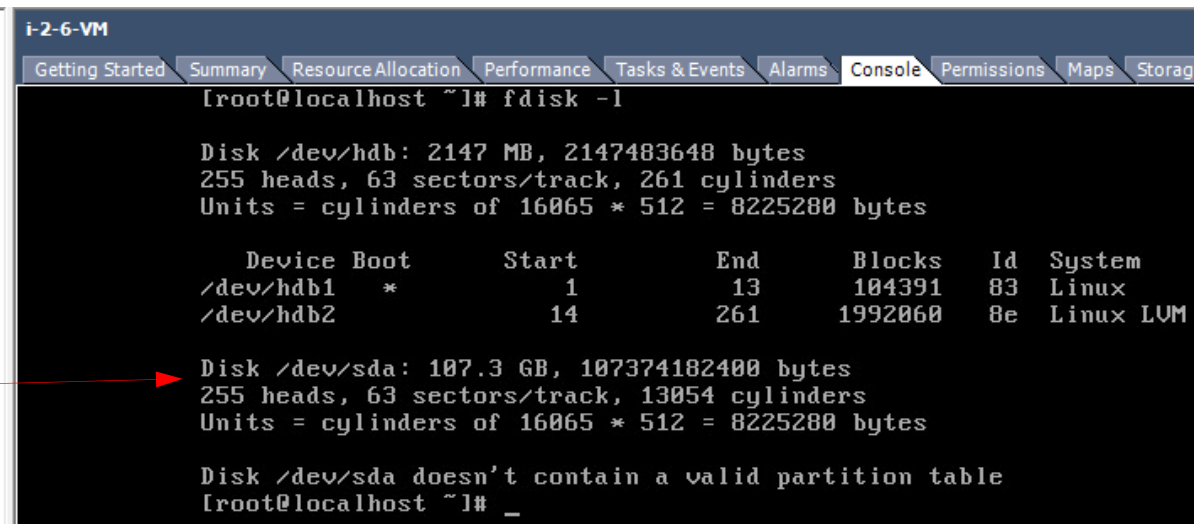 i-2-6-VM
Getting Started Summary Resource Allocation Performance Tasks & Events Alarms Console Permissions Maps Storag
[root@localhost ~]# fdisk -l
Disk /dev/hdb: 2147 MB, 2147483648 bytes
255 heads, 63 sectors/track, 261 cylinders
Units = cylinders of 16065 * 512 = 8225280 bytes
Device Boot Start End Blocks Id System
/dev/hdb1 * 1 13 104391 83 Linux
/dev/hdb2 14 261 1992060 8e Linux LVM
Disk /dev/sda: 107.3 GB, 107374182400 bytes
255 heads, 63 sectors/track, 13054 cylinders
Units = cylinders of 16065 * 512 = 8225280 bytes
Disk /dev/sda doesn't contain a valid partition table
[root@localhost ~]# _